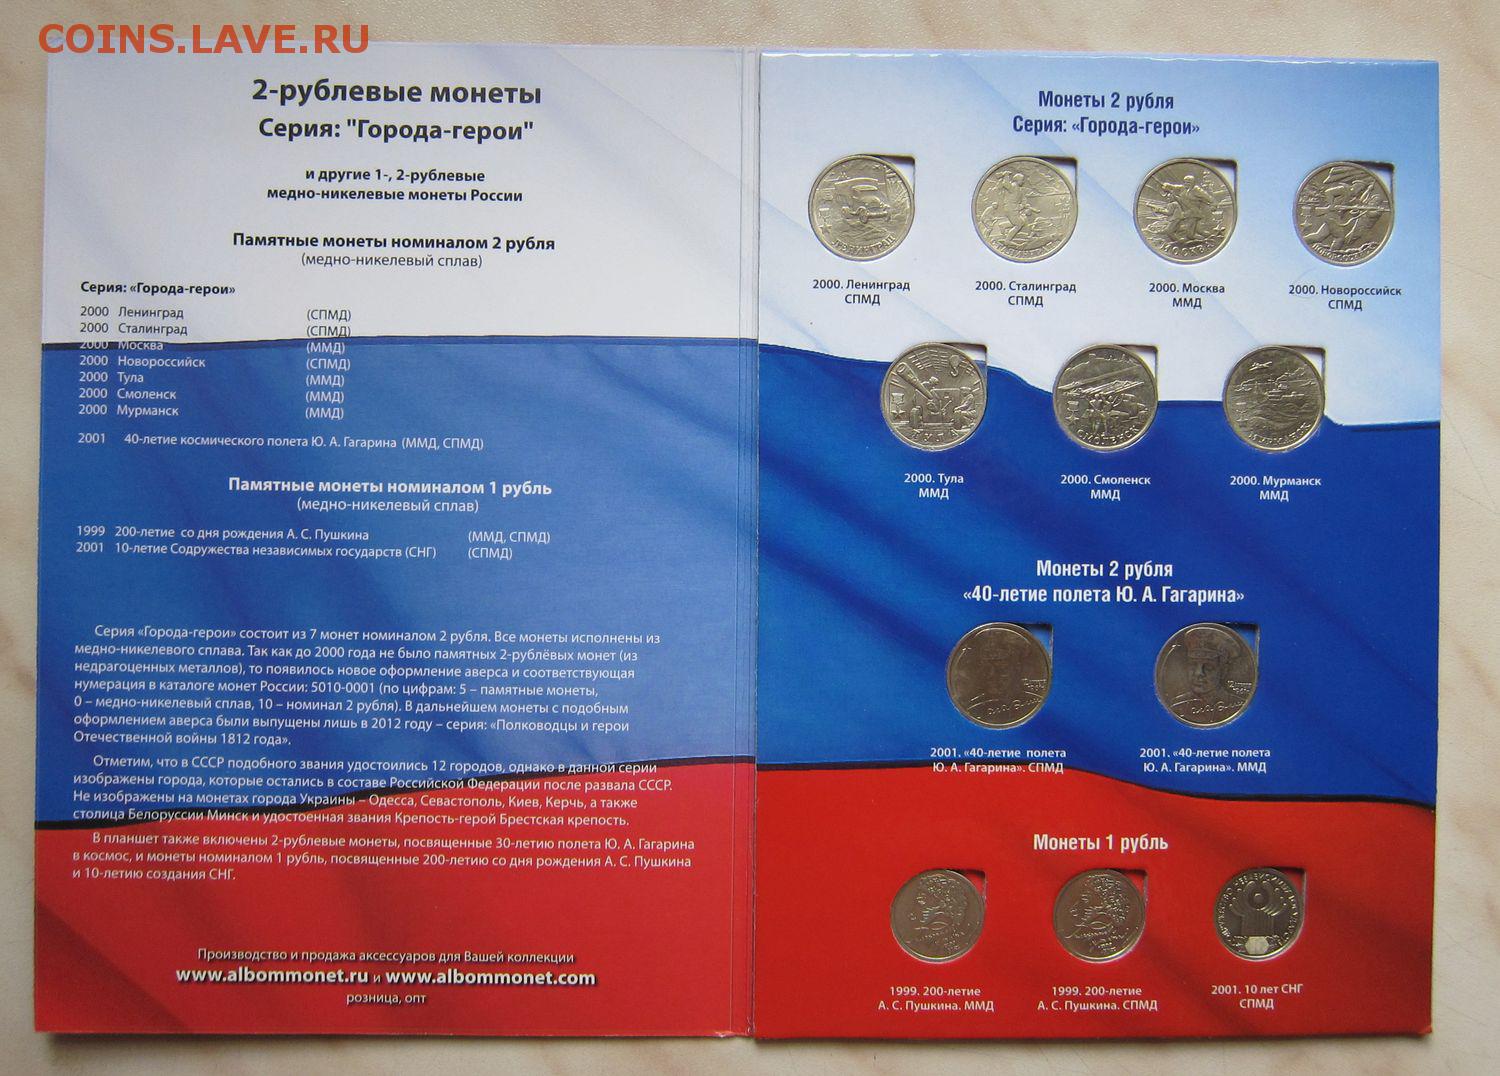 COINS.LAVE.RU
2-рублевые монеты
Серия: "Города-герои"
и другие 1-, 2-рублевые
медно-никелевые монеты России
Памятные монеты номиналом 2 рубля
(медно-никелевый сплав)
Серия: «Города-герои»
2000 Ленинград (СПМД)
2000 Сталинград (СПМД)
2000 Москва (ММД)
2000 Новороссийск (СПМД)
2000 Тула (ММД)
2000 Смоленск (ММД)
2000 Мурманск (ММД)
2001 40-летие космического полета Ю. А. Гагарина (ММД, СПМД)
Памятные монеты номиналом 1 рубль
(медно-никелевый сплав)
1999 200-летие со дня рождения А. С. Пушкина (ММД, СПМД)
2001 10-летие Содружества независимых государств (СНГ) (СПМД)
Серия «Города-герои» состоит из 7 монет номиналом 2 рубля. Все монеты исполнены из
медно-никелевого сплава. Так как до 2000 года не было памятных 2-рублёвых монет (из
недрагоценных металлов), то появилось новое оформление аверса и соответствующая
нумерация в каталоге монет России: 5010-0001 (по цифрам: 5 – памятные монеты,
0 – медно-никелевый сплав, 10 – номинал 2 рубля). В дальнейшем монеты с подобным
оформлением аверса были выпущены лишь в 2012 году – серия: «Полководцы и герои
Отечественной войны 1812 года».
Отметим, что в СССР подобного звания удостоились 12 городов, однако в данной серии
изображены города, которые остались в составе Российской Федерации после развала СССР.
Не изображены на монетах города Украины – Одесса, Севастополь, Киев, Керчь, а также
столица Белоруссии Минск и удостоенная звания Крепость-герой Брестская крепость.
В планшет также включены 2-рублевые монеты, посвященные 30-летию полета Ю. А. Гагарина
в космос, и монеты номиналом 1 рубль, посвященные 200-летию со дня рождения А. С. Пушкина
и 10-летию создания СНГ.
Производство и продажа аксессуаров для Вашей коллекции
www.albommonet.ru и www.albommonet.com
розница, опт
Монеты 2 рубля
Серия: «Города-герои»
ЛЕНИНГРАД
МОСКВА
НОВОРОССИЙСК
2000. Ленинград
СПМД
2000. Сталинград
СПМД
2000. Москва
ММД
2000. Новороссийск
СПМД
ТУЛА
СМОЛЕНСК
МУРМАНСК
2000. Тула
ММД
2000. Смоленск
ММД
2000. Мурманск
ММД
Монеты 2 рубля
«40-летие полета Ю. А. Гагарина»
2001. «40-летие полета
Ю. А. Гагарина». СПМД
2001. «40-летие полета
Ю. А. Гагарина». ММД
Монеты 1 рубль
1999. 200-летие
А. С. Пушкина. ММД
1999. 200-летие
А. С. Пушкина. СПМД
2001. 10 лет СНГ
СПМД